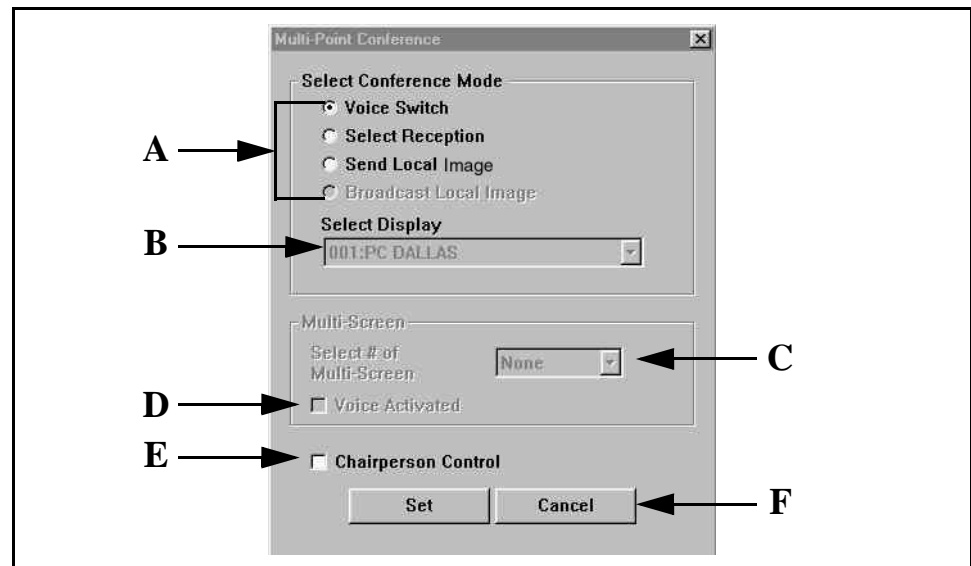 Multi-Point Conference
Select Conference Mode
Voice Switch
A
Select Reception
Send Local Image
Broadcast Local Image
Select Display
B
001:PC DALLAS
Multi-Screen
Select # of
Multi-Screen
None
C
D
Voice Activated
E
Chairperson Control
Set
Cancel
F